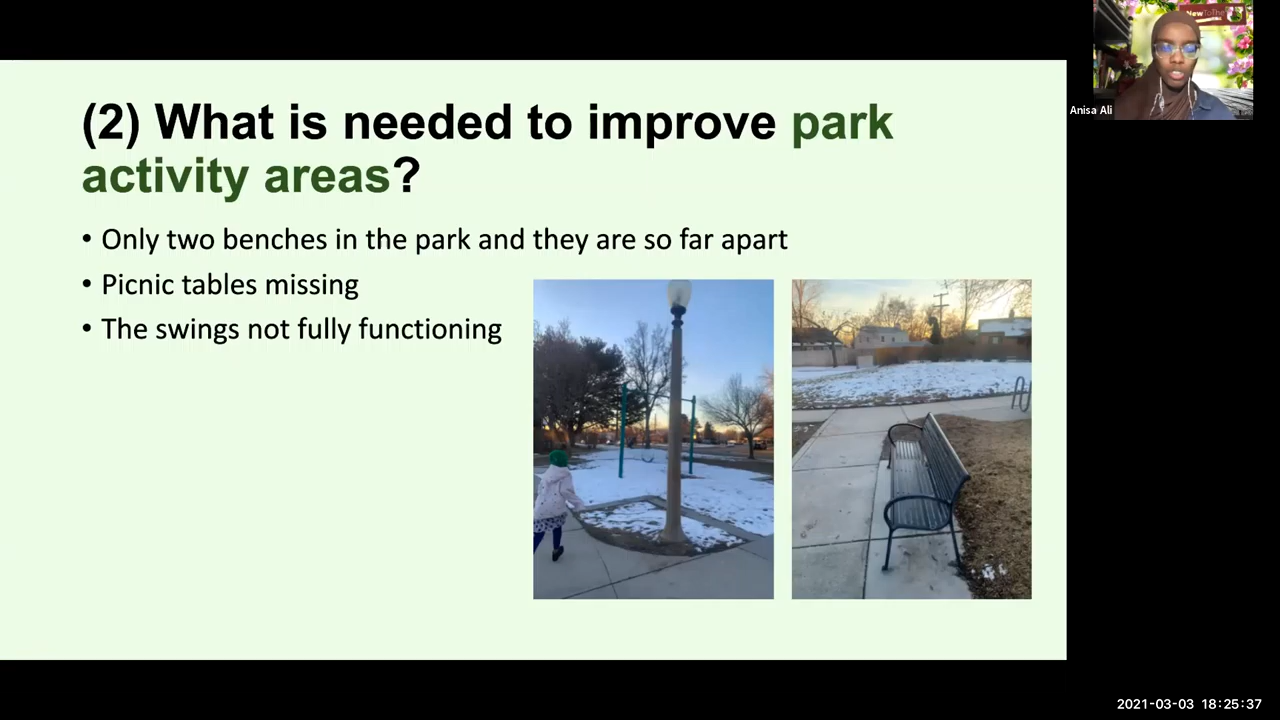 (2) What is needed to improve park
activity areas?
• Only two benches in the park and they are so far apart
• Picnic tables missing
• The swings not fully functioning
Anisa Ali
2021-03-03 18:25:37